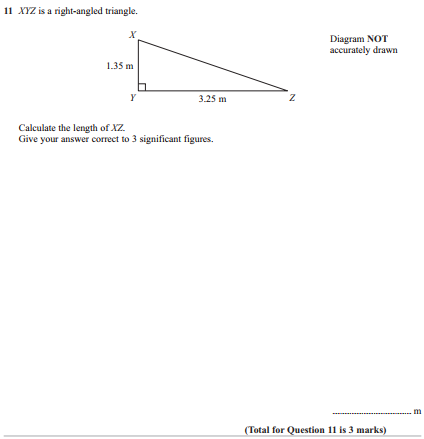 11 XYZ is a right-angled triangle.
X
Diagram NOT
accurately drawn
1.35 m
Y
3.25 m
Z
Calculate the length of XZ.
Give your answer correct to 3 significant figures.
.............................. m
(Total for Question 11 is 3 marks)